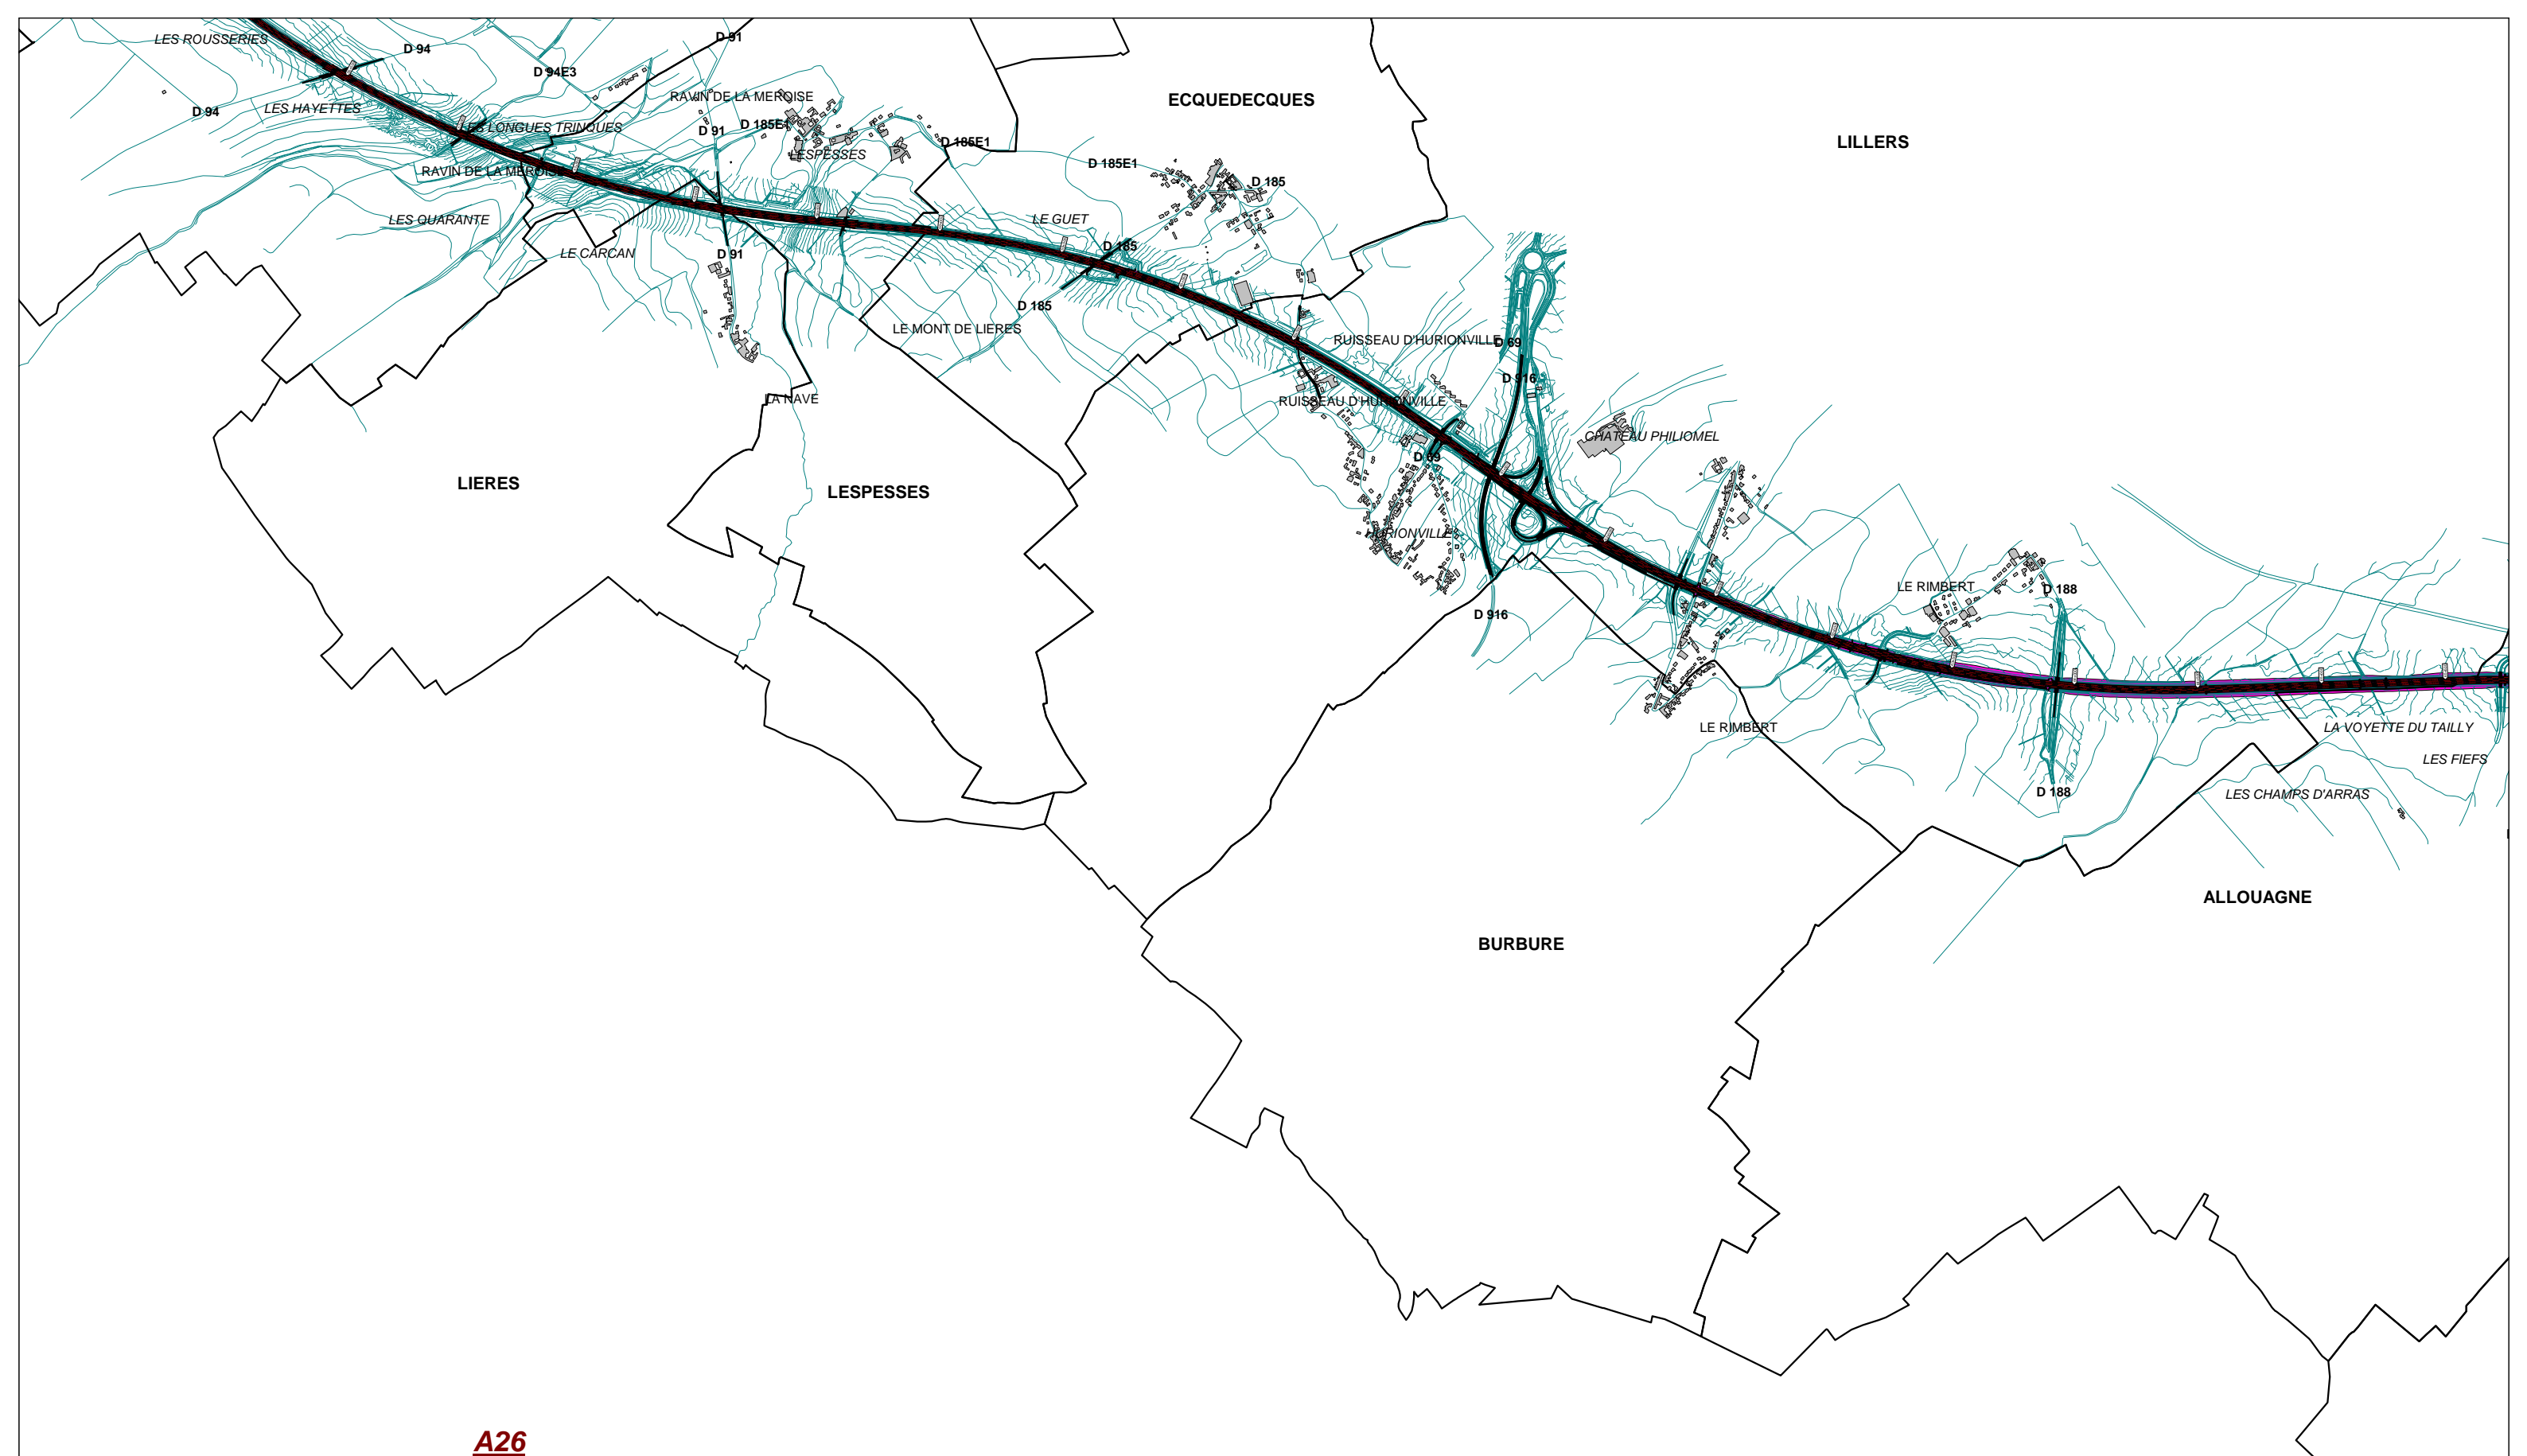 LES ROUSSERIES
D 94
D 91
D 94E3
D 94
LES HAYETTES
RAVIN DE LA MEROISE
ECQUEDECQUES
LES LONGUES TRINQUES
D 91
D 185E1
LESPESSES
D 185E1
D 185E1
D 185
LILLERS
RAVIN DE LA MEROISE
LES QUARANTE
LE CARCAN
D 91
LE GUET
D 185
D 185
LE MONT DE LIERES
RUISSEAU D'HURIONVILLE
D 69
D 916
LA NAVE
RUISSEAU D'HURIONVILLE
CHATEAU PHILIOMEL
D 69
LIERES
LESPESSES
HURIONVILLE
LE RIMBERT
D 188
D 916
LE RIMBERT
LA VOYETTE DU TAILLY
LES FIEFS
D 188
LES CHAMPS D'ARRAS
ALLOUAGNE
BURBURE
A26